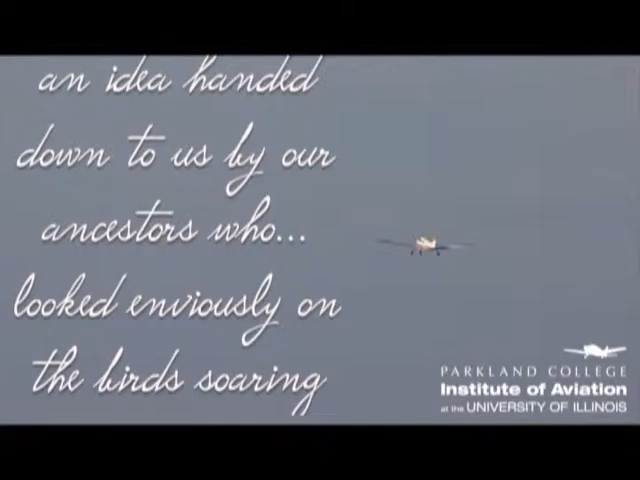 an idea handed
down to us by our
ancestors who...
looked enviously on
the birds soaring
PARKLAND COLLEGE
Institute of Aviation
at the UNIVERSITY OF ILLINOIS